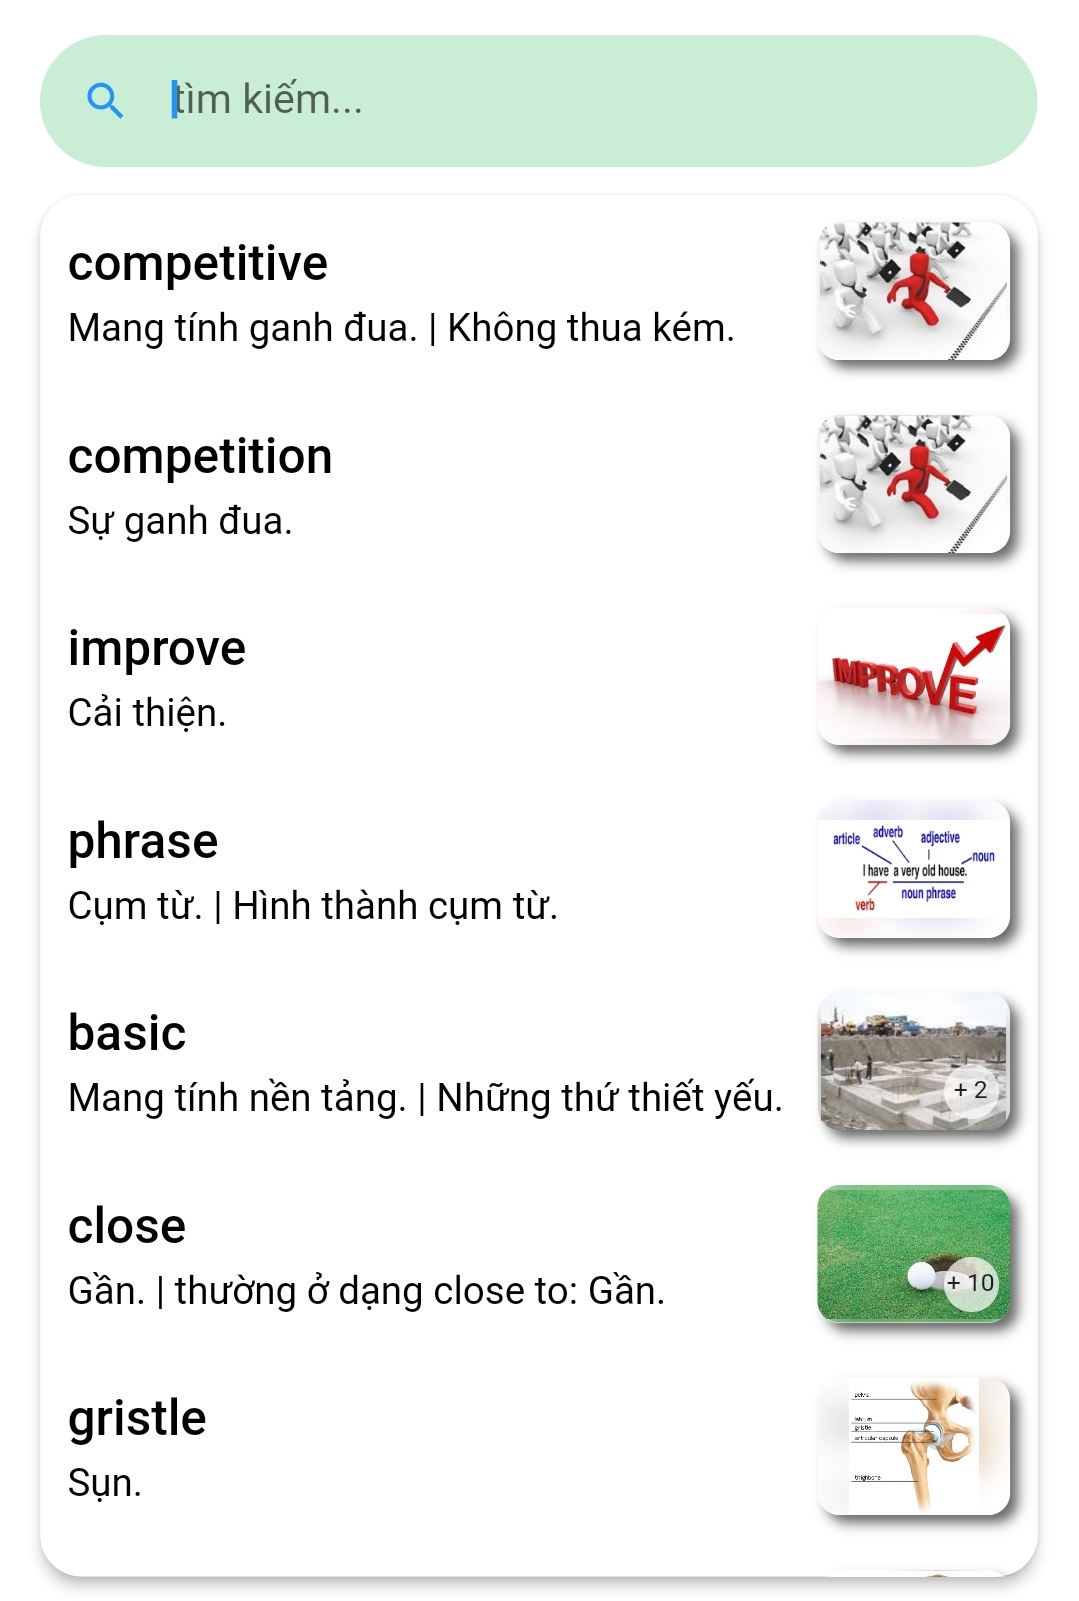 tìm kiếm...
competitive
Mang tính ganh đua. | Không thua kém.
competition
Sự ganh đua.
improve
Cải thiện.
IMPROVE
phrase
Cụm từ. | Hình thành cụm từ.
article adverb adjective noun
I have a very old house.
verb noun phrase
basic
Mang tính nền tảng. | Những thứ thiết yếu.
+ 2
close
Gần. | thường ở dạng close to: Gần.
+ 10
gristle
Sụn.
pelvis
labrum
gristle
articular capsule
thighbone